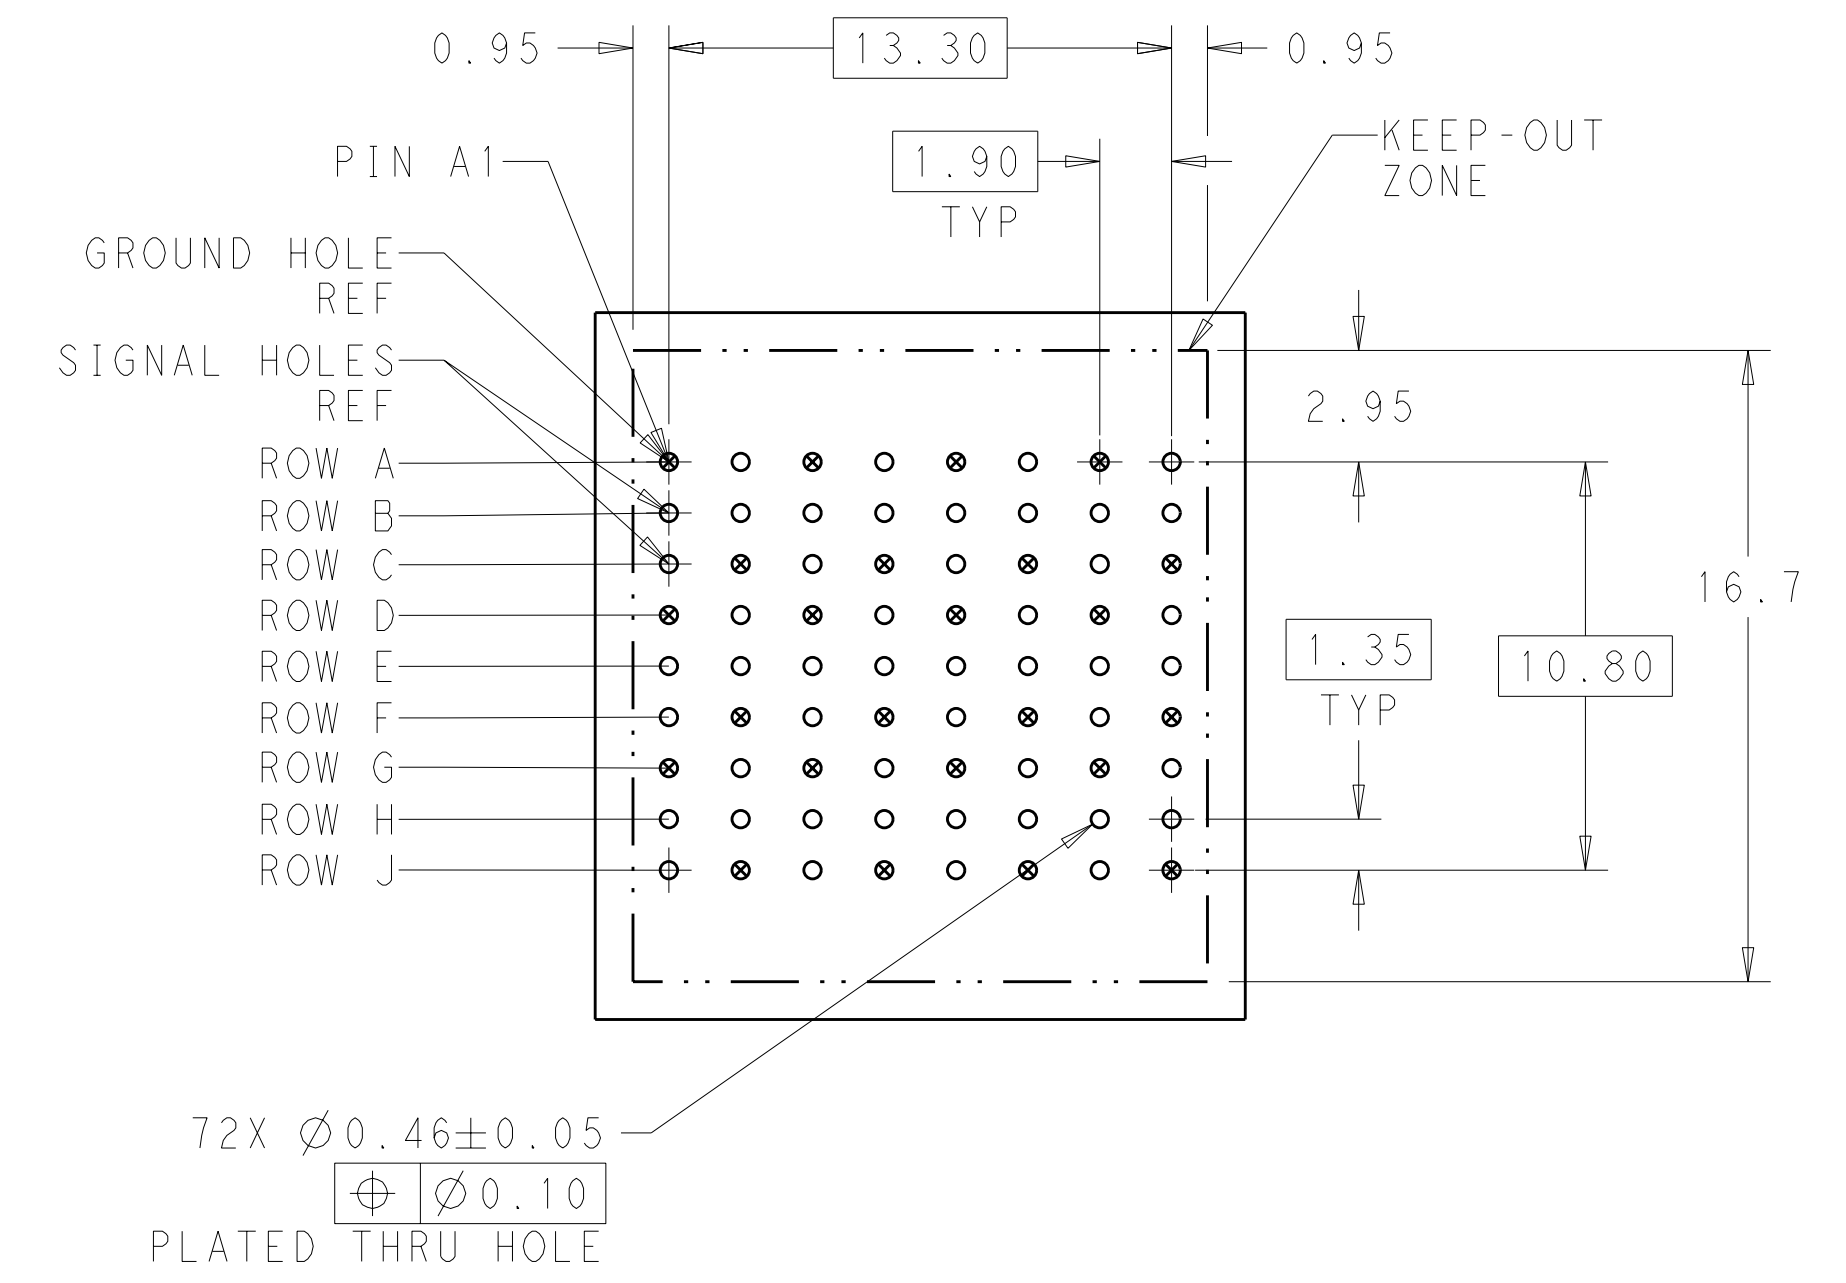 0.95
13.30
0.95
PIN A1
1.90
TYP
KEEP-OUT
ZONE
GROUND HOLE
REF
SIGNAL HOLES
REF
2.95
ROW A
ROW B
ROW C
ROW D
ROW E
ROW F
ROW G
ROW H
ROW J
16.7
1.35
TYP
10.80
72X Ø0.46±0.05
⌖ Ø0.10
PLATED THRU HOLE